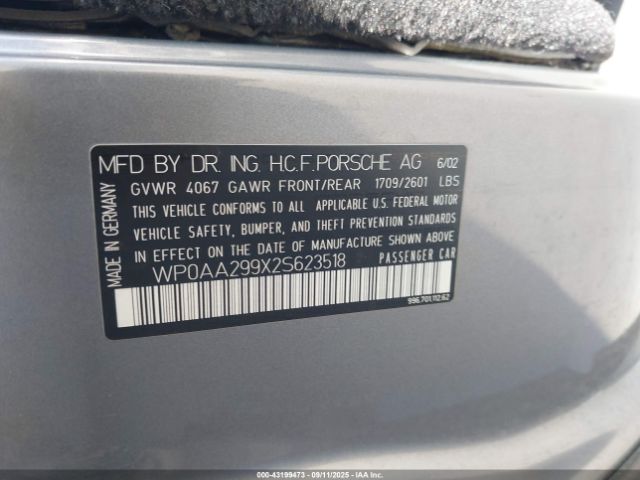 MFD BY DR. ING. H.C.F. PORSCHE AG 6/02
GVWR 4067 GAWR FRONT/REAR 1709/2601 LBS
THIS VEHICLE CONFORMS TO ALL APPLICABLE U.S. FEDERAL MOTOR
VEHICLE SAFETY, BUMPER, AND THEFT PREVENTION STANDARDS
IN EFFECT ON THE DATE OF MANUFACTURE SHOWN ABOVE
WP0AA299X2S623518 PASSENGER CAR
996.701.112.62
MADE IN GERMANY
000-43199473 09/11/2025 IAAI.COM